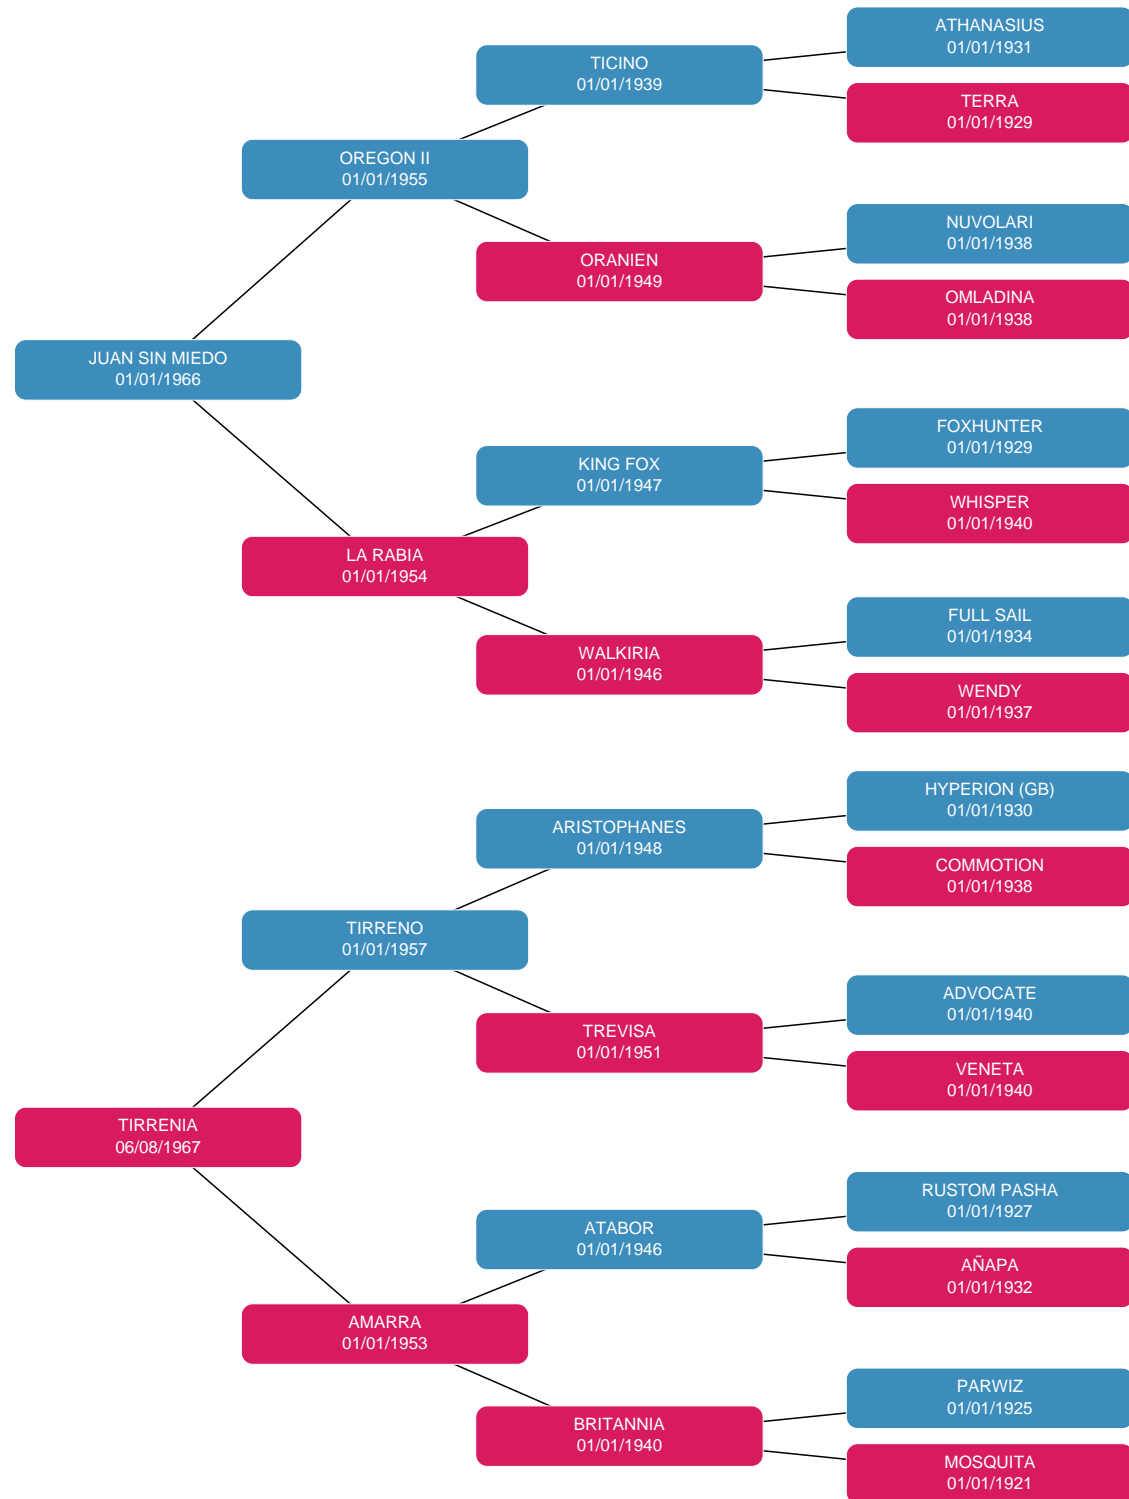 ATHANASIUS
01/01/1931
TICINO
01/01/1939
TERRA
01/01/1929
OREGON II
01/01/1955
NUVOLARI
01/01/1938
ORANIEN
01/01/1949
OMLADINA
01/01/1938
JUAN SIN MIEDO
01/01/1966
FOXHUNTER
01/01/1929
KING FOX
01/01/1947
WHISPER
01/01/1940
LA RABIA
01/01/1954
FULL SAIL
01/01/1934
WALKIRIA
01/01/1946
WENDY
01/01/1937
HYPERION (GB)
01/01/1930
ARISTOPHANES
01/01/1948
COMMOTION
01/01/1938
TIRRENO
01/01/1957
ADVOCATE
01/01/1940
TREVISA
01/01/1951
VENETA
01/01/1940
TIRRENIA
06/08/1967
RUSTOM PASHA
01/01/1927
ATABOR
01/01/1946
AÑAPA
01/01/1932
AMARRA
01/01/1953
PARWIZ
01/01/1925
BRITANNIA
01/01/1940
MOSQUITA
01/01/1921